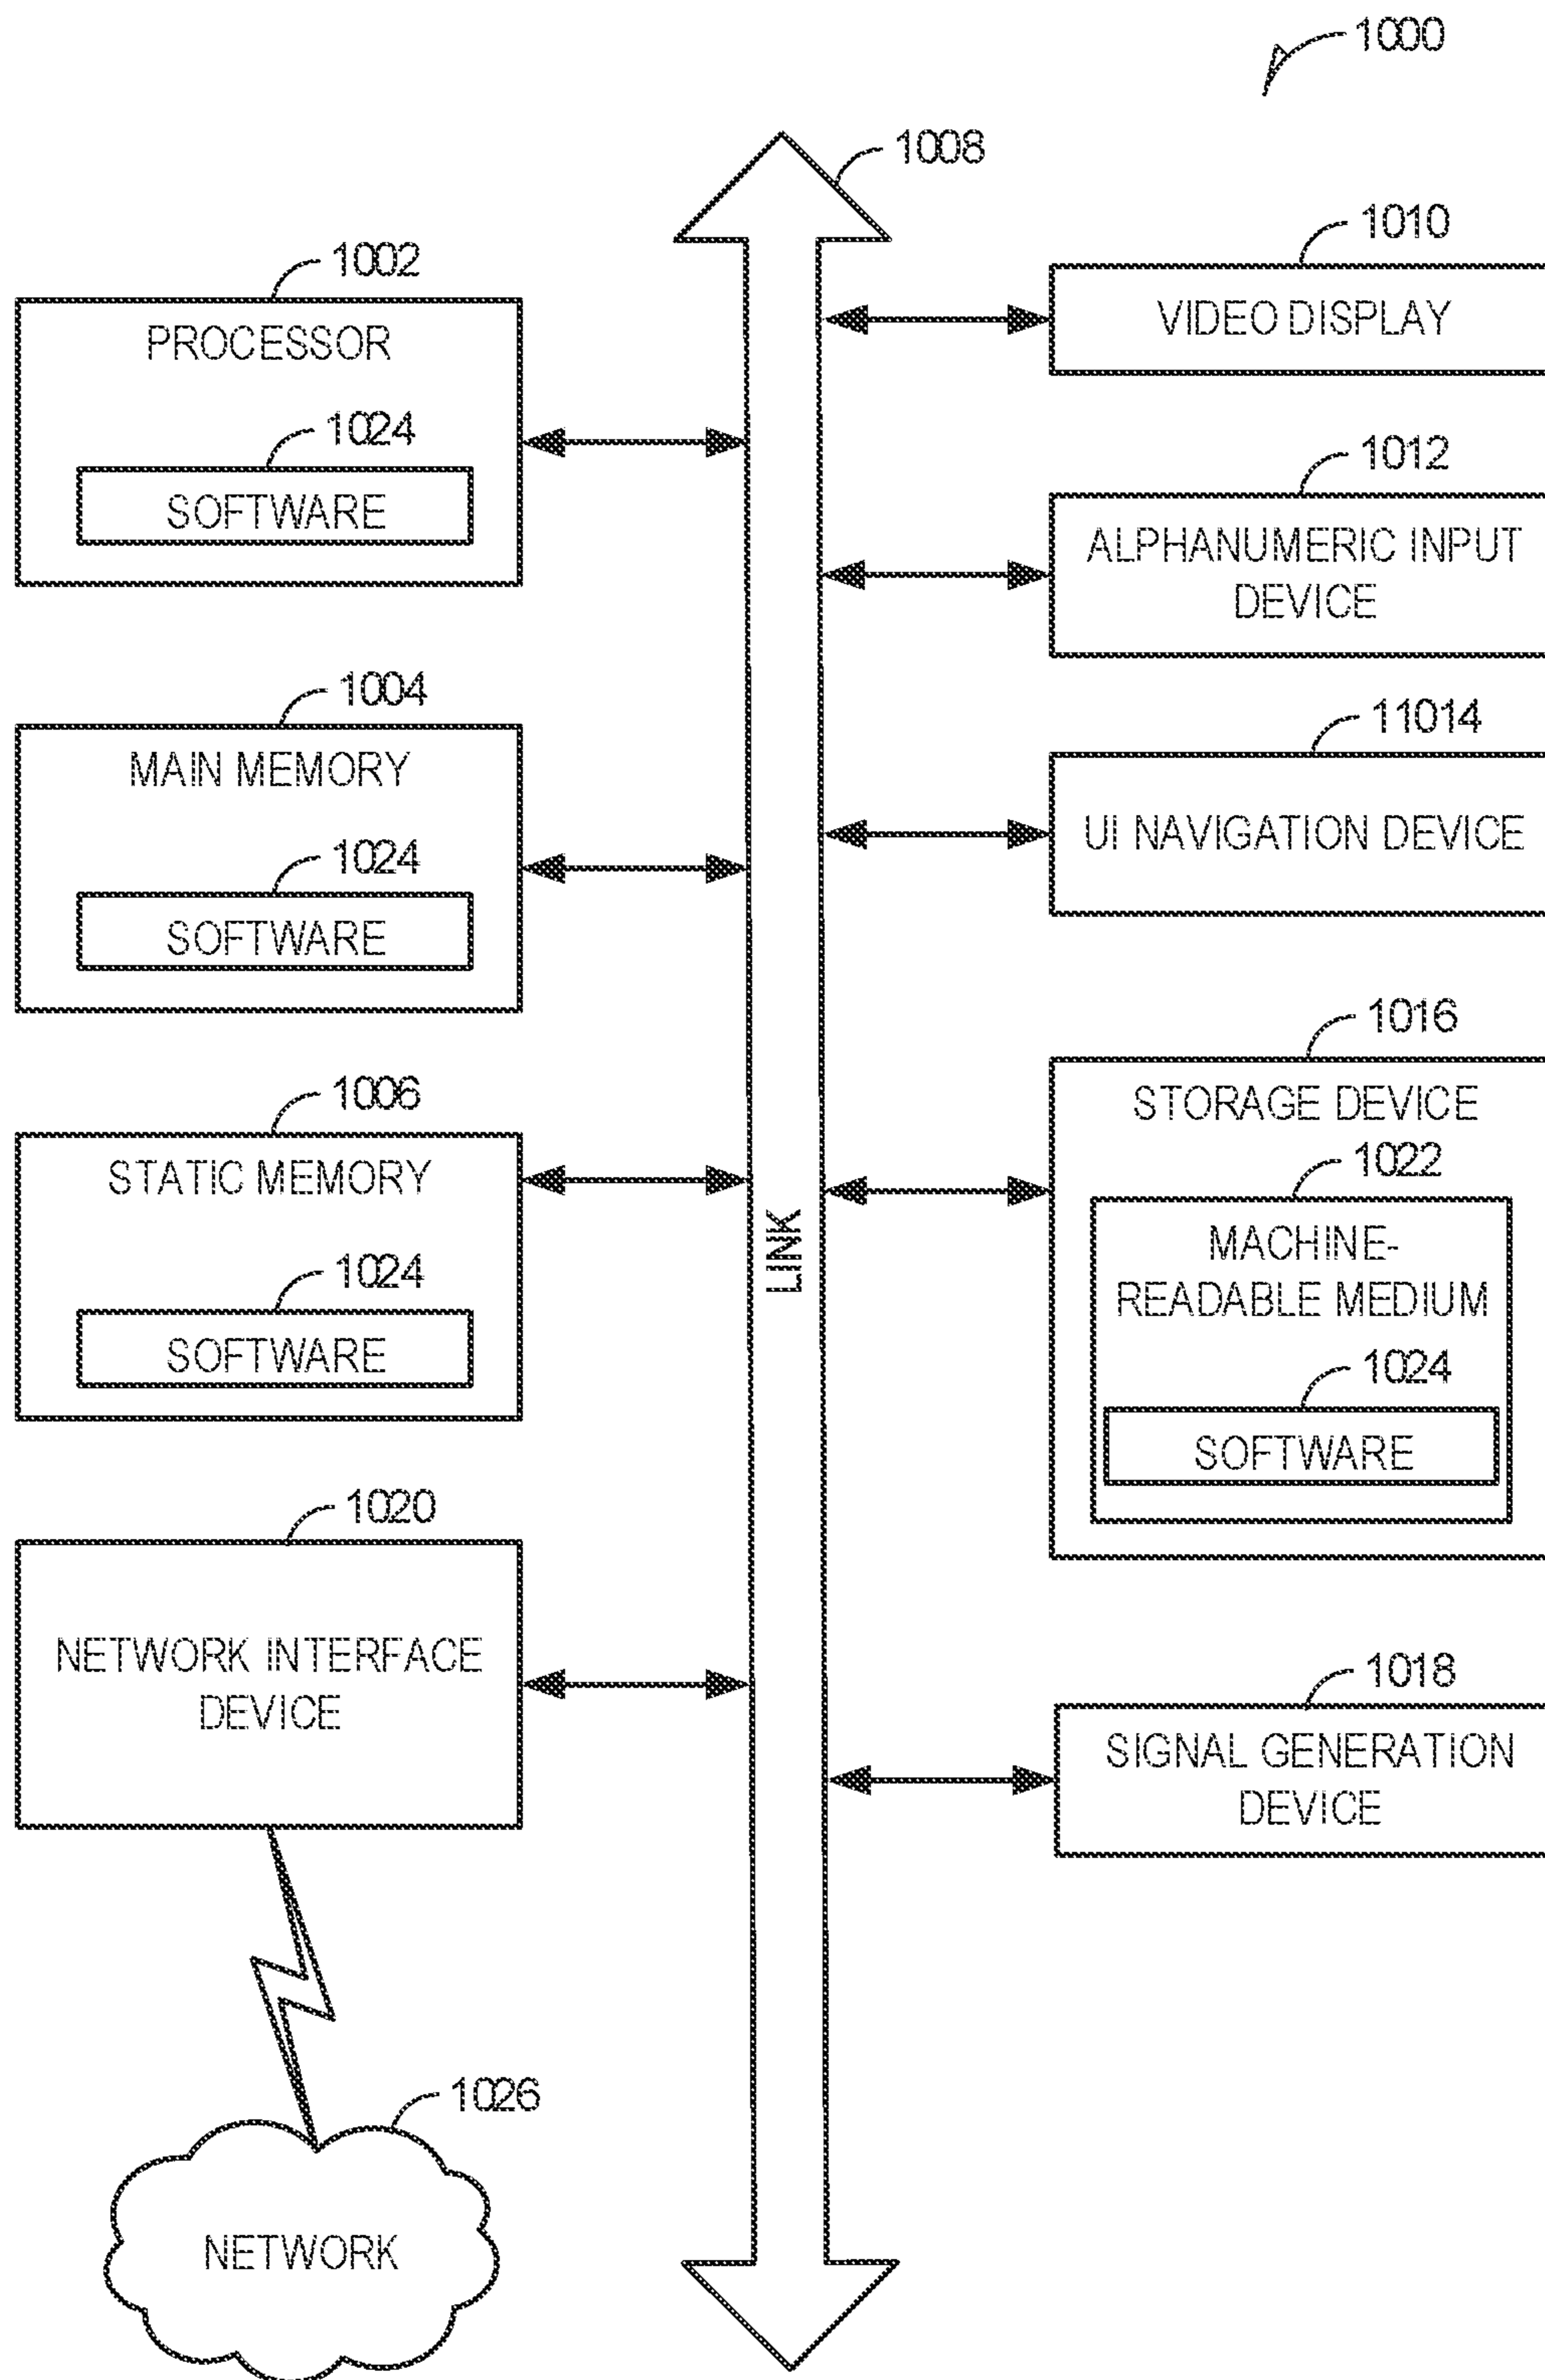 1000
1008
1002
PROCESSOR
1024
SOFTWARE
1004
MAIN MEMORY
1024
SOFTWARE
1006
STATIC MEMORY
1024
SOFTWARE
1020
NETWORK INTERFACE
DEVICE
1026
NETWORK
LINK
1010
VIDEO DISPLAY
1012
ALPHANUMERIC INPUT
DEVICE
11014
UI NAVIGATION DEVICE
1016
STORAGE DEVICE
1022
MACHINE-
READABLE MEDIUM
1024
SOFTWARE
1018
SIGNAL GENERATION
DEVICE